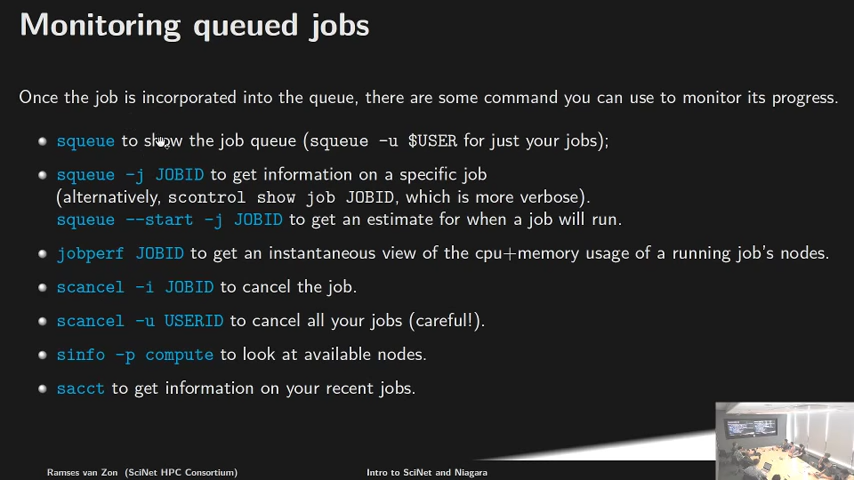 Monitoring queued jobs
Once the job is incorporated into the queue, there are some command you can use to monitor its progress.
squeue to show the job queue (squeue -u $USER for just your jobs);
squeue -j JOBID to get information on a specific job
(alternatively, scontrol show job JOBID, which is more verbose).
squeue --start -j JOBID to get an estimate for when a job will run.
jobperf JOBID to get an instantaneous view of the cpu+memory usage of a running job's nodes.
scancel -i JOBID to cancel the job.
scancel -u USERID to cancel all your jobs (careful!).
sinfo -p compute to look at available nodes.
sacct to get information on your recent jobs.
Ramses van Zon (SciNet HPC Consortium)
Intro to SciNet and Niagara